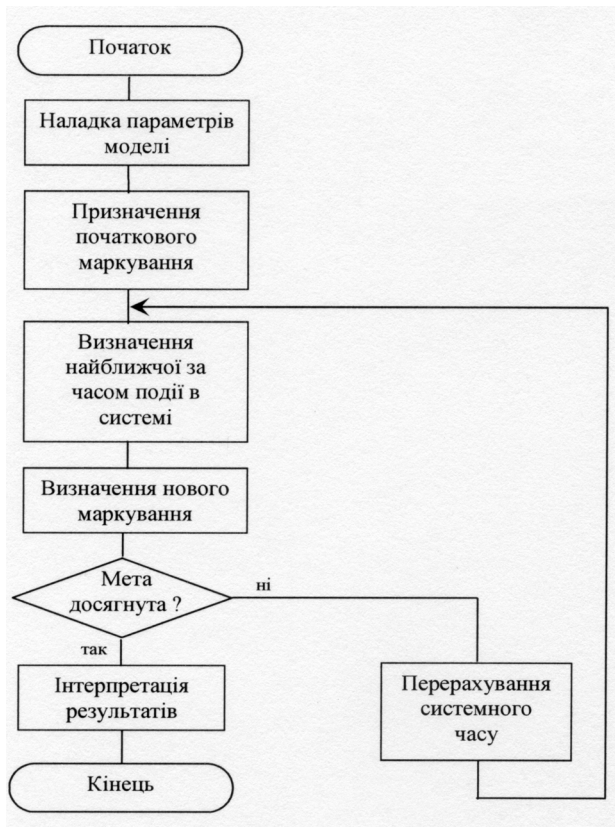 Початок
Наладка параметрів
моделі
Призначення
початкового
маркування
Визначення
найближчої за
часом події в
системі
Визначення нового
маркування
Мета
досягнута ?
ні
так
Інтерпретація
результатів
Перерахування
системного
часу
Кінець